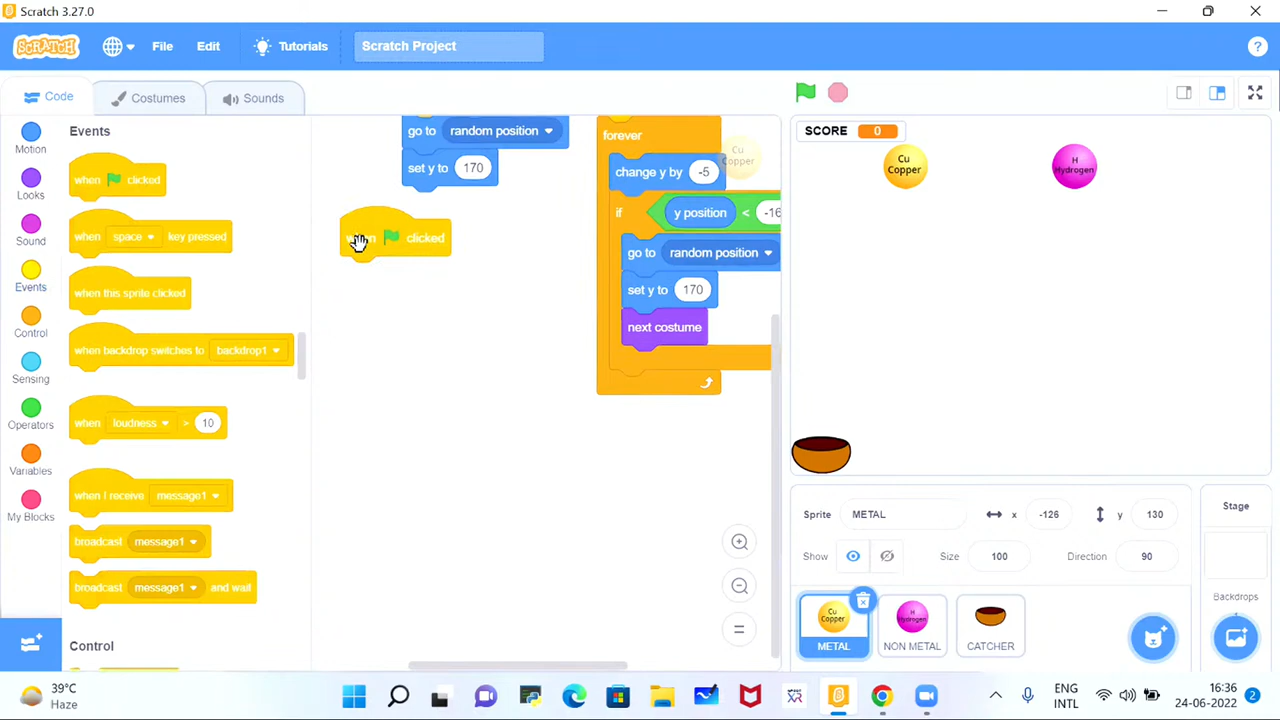 Scratch 3.27.0
SCRATCH
File
Edit
Tutorials
Scratch Project
?
Code
Costumes
Sounds
Motion
Looks
Sound
Events
Control
Sensing
Operators
Variables
My Blocks
Events
when clicked
when space key pressed
when this sprite clicked
when backdrop switches to backdrop1
when loudness > 10
when I receive message1
broadcast message1
broadcast message1 and wait
Control
go to random position
set y to 170
clicked
forever
change y by -5
if y position < -16
go to random position
set y to 170
next costume
Copper
SCORE 0
Cu
Copper
H
Hydrogen
Sprite METAL x -126 y 130
Show Size 100 Direction 90
Cu
Copper
METAL
H
Hydrogen
NON METAL
CATCHER
Stage
Backdrops
39°C
Haze
ENG
INTL
16:36
24-06-2022
2